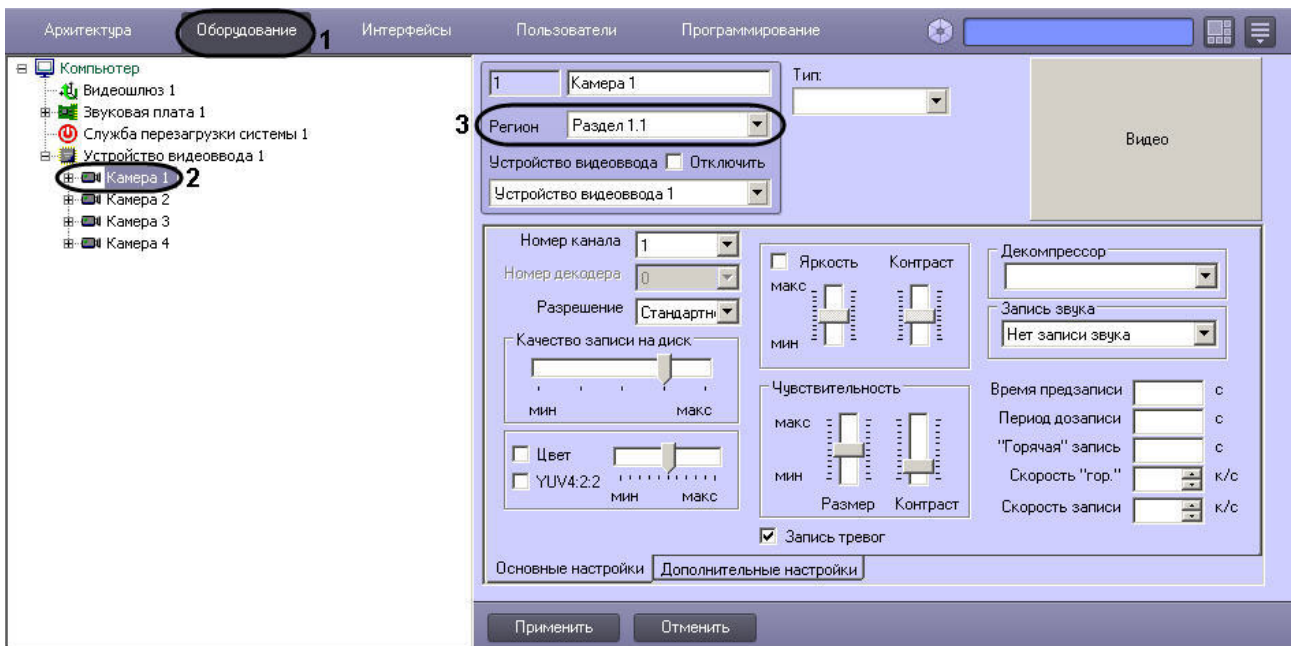 Архитектура Оборудование 1 Интерфейсы Пользователи Программирование
Компьютер
Видеошлюз 1
Звуковая плата 1
Служба перезагрузки системы 1
Устройство видеоввода 1
Камера 1 2
Камера 2
Камера 3
Камера 4
1 Камера 1
Тип:
3 Регион Раздел 1.1
Устройство видеоввода Отключить
Устройство видеоввода 1
Видео
Номер канала 1
Номер декодера 0
Разрешение Стандартн
Качество записи на диск
мин макс
Цвет
YUV4:2:2
мин макс
Яркость Контраст
макс
мин
Чувствительность
макс
мин
Размер Контраст
Запись тревог
Декомпрессор
Запись звука
Нет записи звука
Время предзаписи с
Период дозаписи с
"Горячая" запись с
Скорость "гор." к/с
Скорость записи к/с
Основные настройки Дополнительные настройки
Применить Отменить